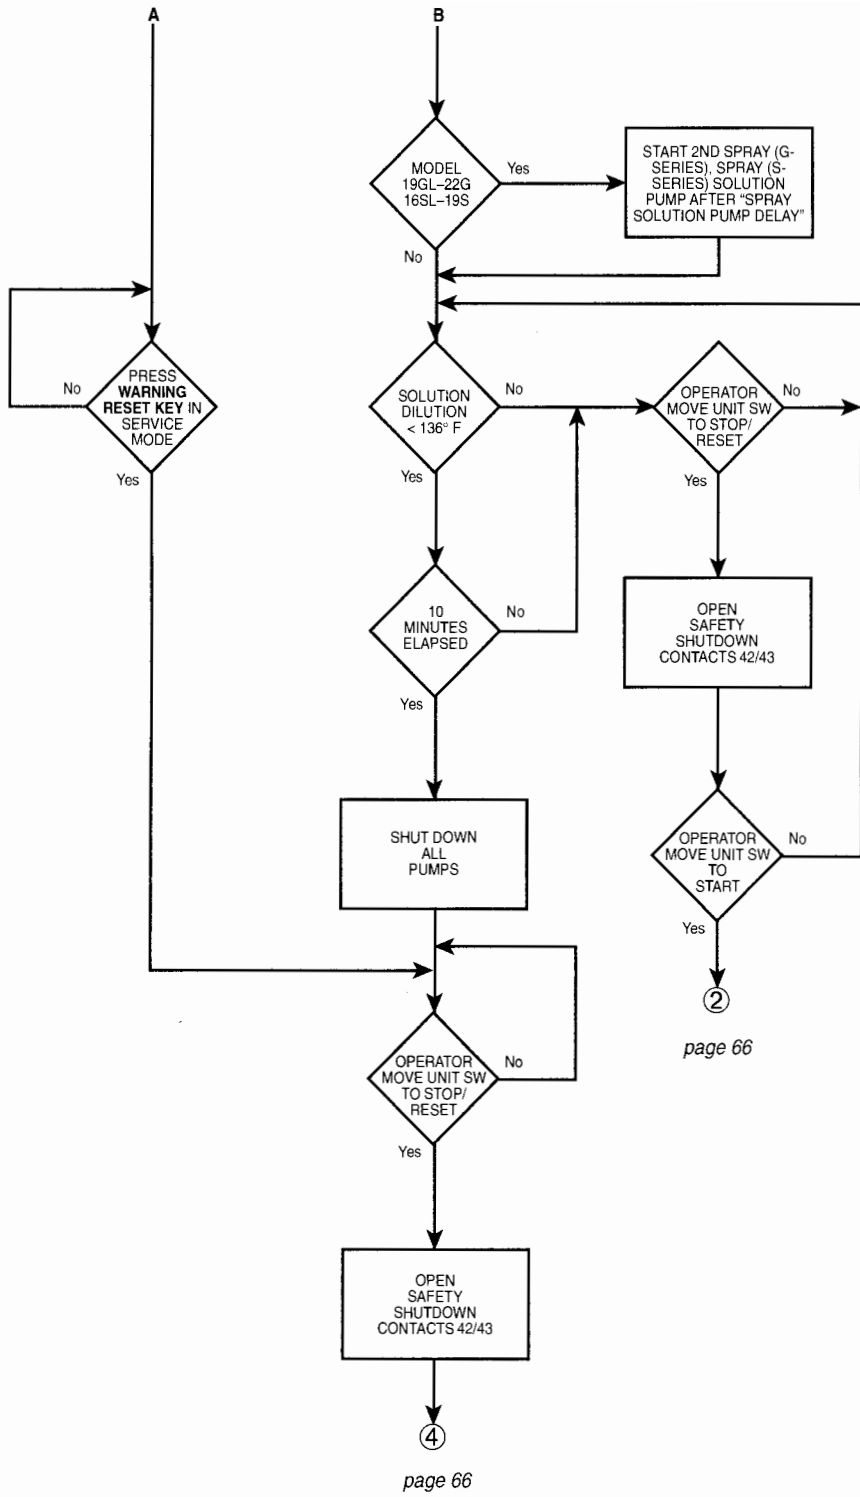 A
B
MODEL
19GL–22G
16SL–19S
Yes
No
START 2ND SPRAY (G-
SERIES), SPRAY (S-
SERIES) SOLUTION
PUMP AFTER “SPRAY
SOLUTION PUMP DELAY”
PRESS
WARNING
RESET KEY IN
SERVICE
MODE
No
Yes
SOLUTION
DILUTION
< 136° F
No
Yes
OPERATOR
MOVE UNIT SW
TO STOP/
RESET
No
Yes
10
MINUTES
ELAPSED
No
Yes
OPEN
SAFETY
SHUTDOWN
CONTACTS 42/43
SHUT DOWN
ALL
PUMPS
OPERATOR
MOVE UNIT SW
TO
START
No
Yes
2
page 66
OPERATOR
MOVE UNIT SW
TO STOP/
RESET
No
Yes
OPEN
SAFETY
SHUTDOWN
CONTACTS 42/43
4
page 66